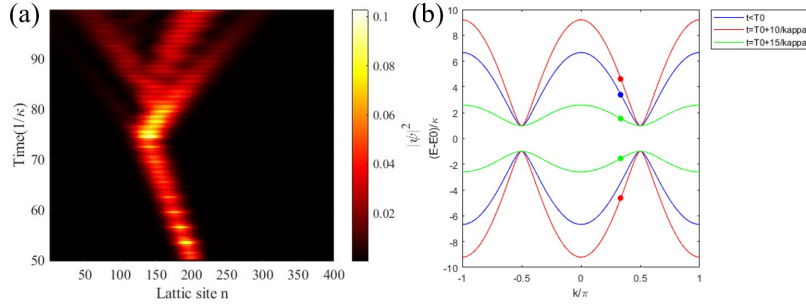 (a)
100
90
80
70
60
50
Time(1/κ)
50 100 150 200 250 300 350 400
Lattic site n
0.1
0.08
0.06
0.04
0.02
|ψ|²
(b)
10
8
6
4
2
0
-2
-4
-6
-8
-10
(E-E0)/κ
-1 -0.5 0 0.5 1
k/π
t<T0
t=T0+10/kappa
t=T0+15/kappa